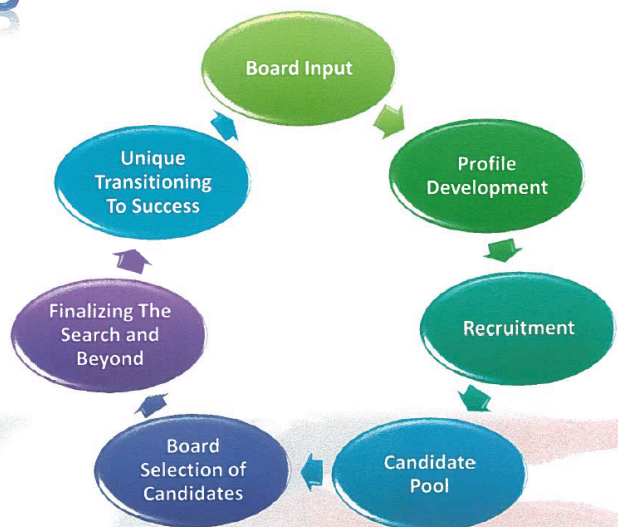 Board Input
Profile
Development
Recruitment
Candidate
Pool
Board
Selection of
Candidates
Finalizing The
Search and
Beyond
Unique
Transitioning
To Success